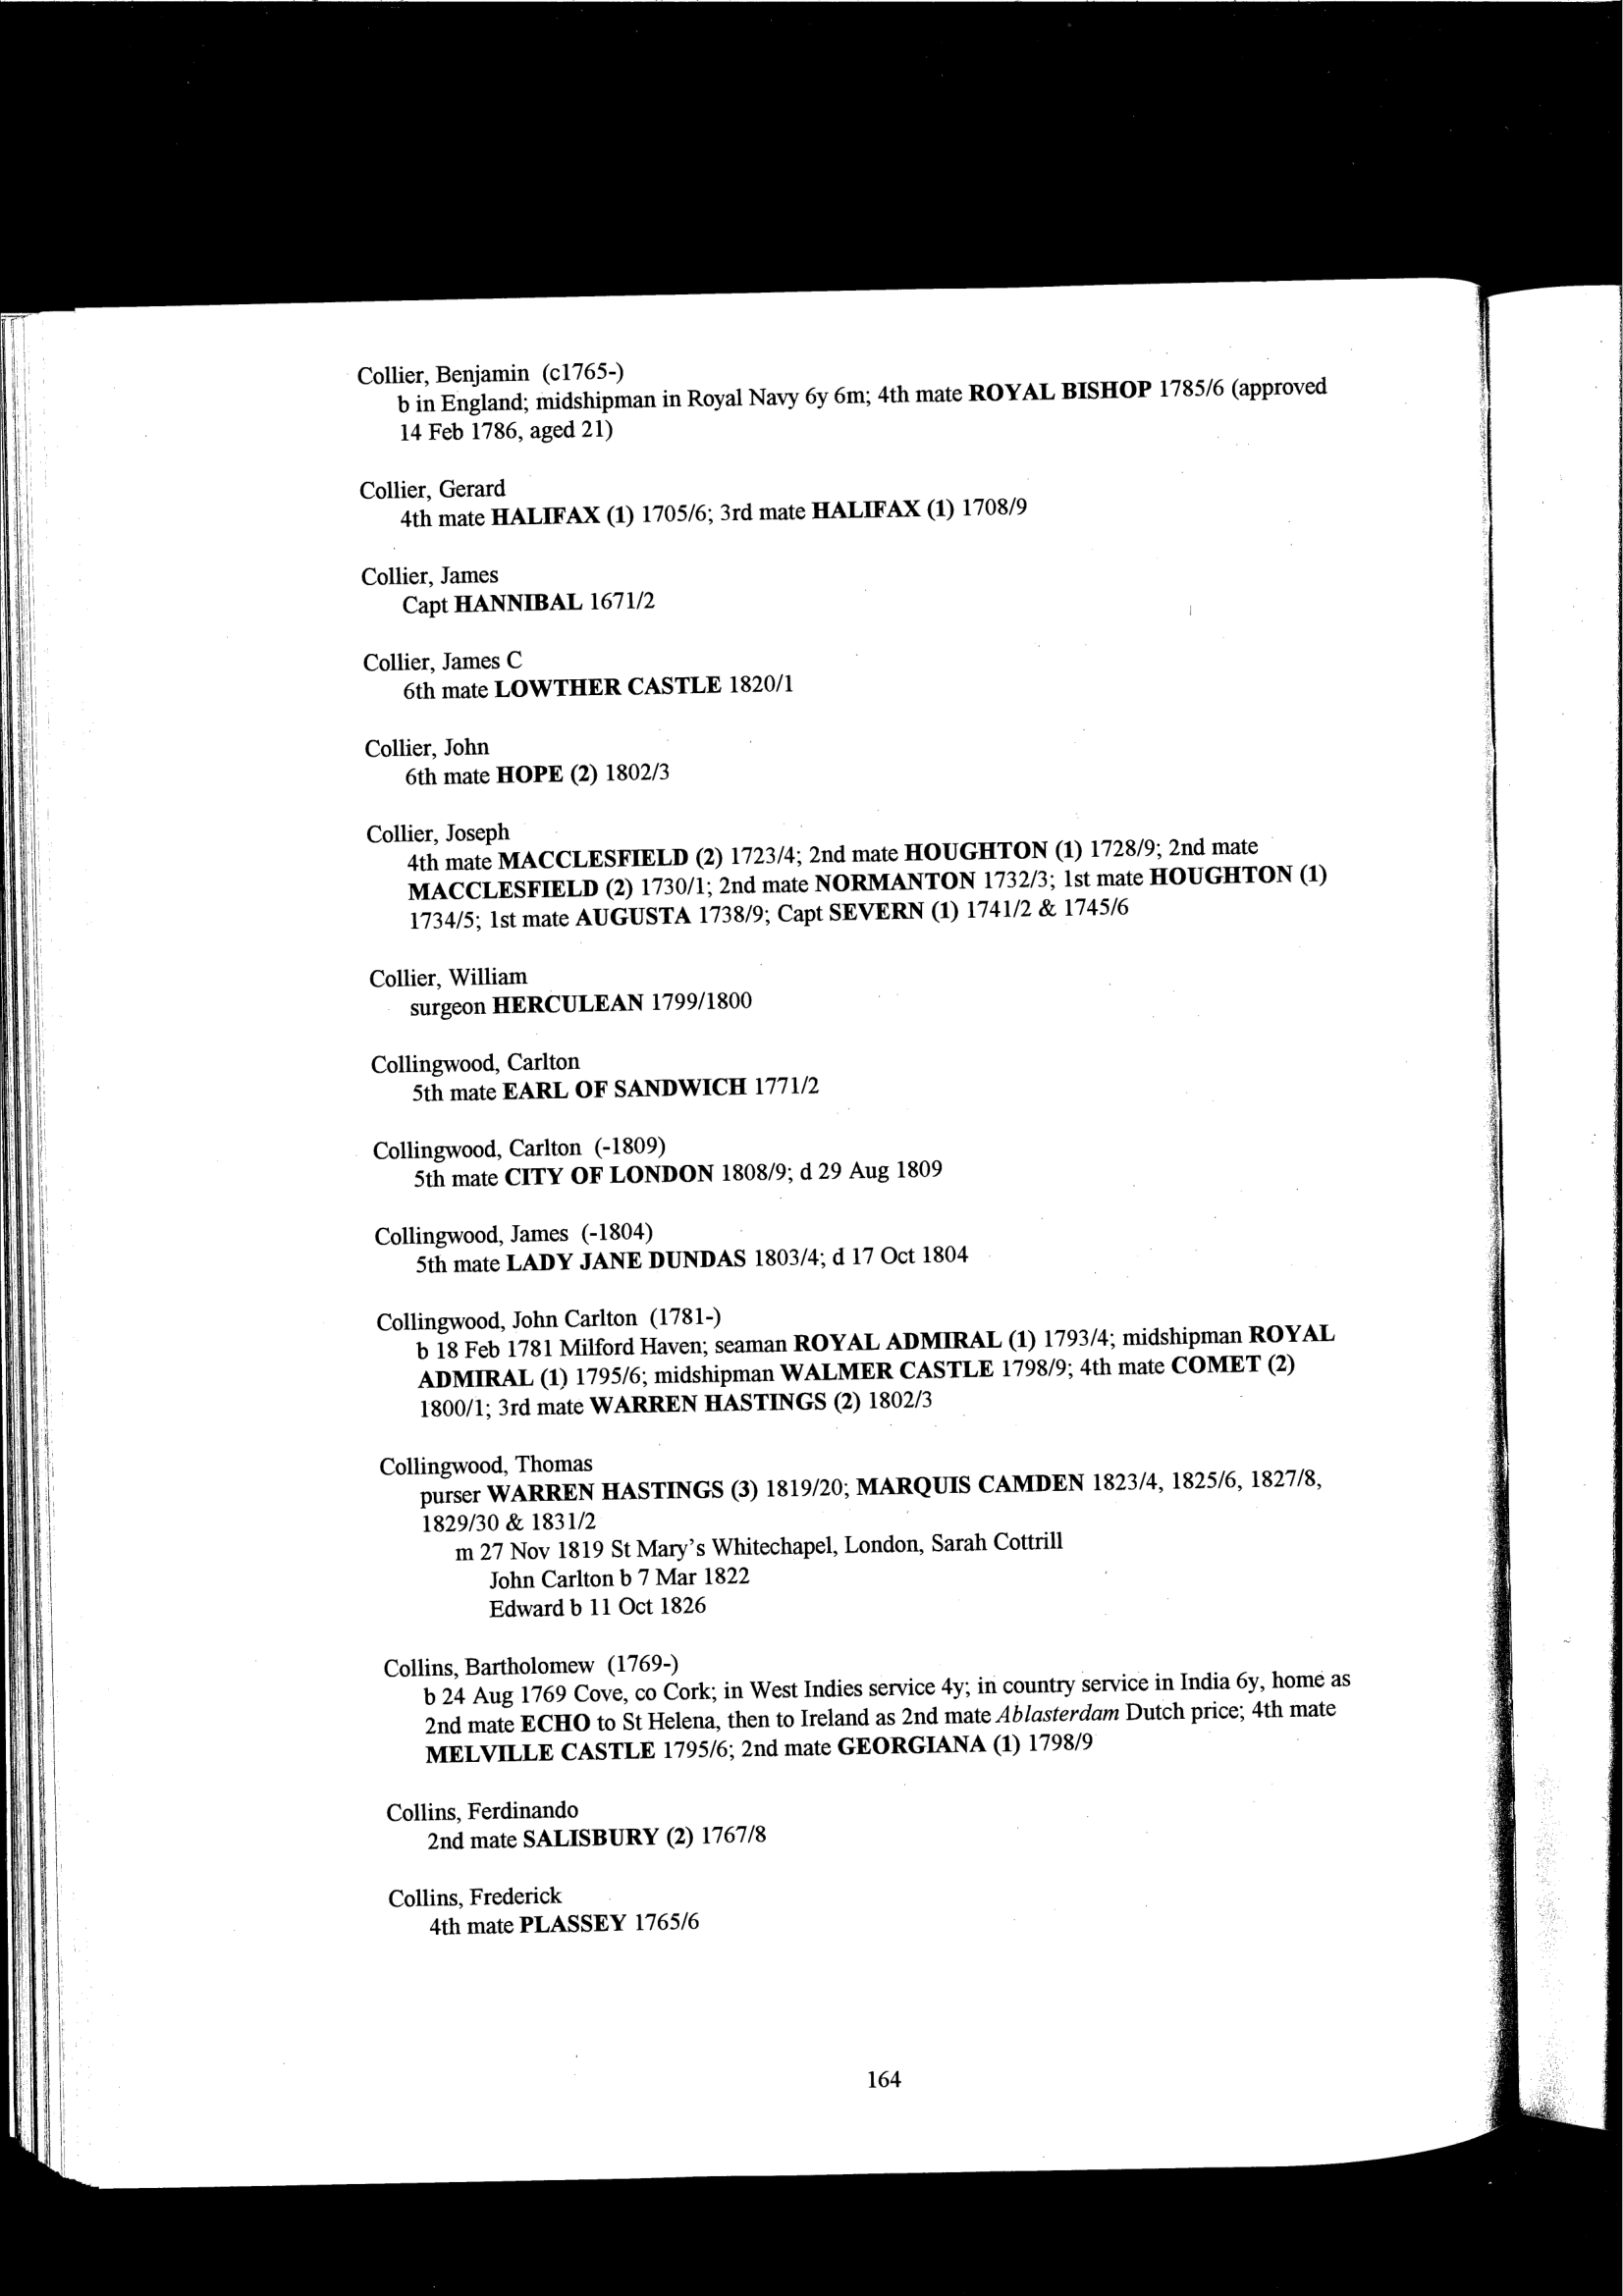 Collier, Benjamin (c1765-)
b in England; midshipman in Royal Navy 6y 6m; 4th mate ROYAL BISHOP 1785/6 (approved
14 Feb 1786, aged 21)
Collier, Gerard
4th mate HALIFAX (1) 1705/6; 3rd mate HALIFAX (1) 1708/9
Collier, James
Capt HANNIBAL 1671/2
Collier, James C
6th mate LOWTHER CASTLE 1820/1
Collier, John
6th mate HOPE (2) 1802/3
Collier, Joseph
4th mate MACCLESFIELD (2) 1723/4; 2nd mate HOUGHTON (1) 1728/9; 2nd mate
MACCLESFIELD (2) 1730/1; 2nd mate NORMANTON 1732/3; 1st mate HOUGHTON (1)
1734/5; 1st mate AUGUSTA 1738/9; Capt SEVERN (1) 1741/2 & 1745/6
Collier, William
surgeon HERCULEAN 1799/1800
Collingwood, Carlton
5th mate EARL OF SANDWICH 1771/2
Collingwood, Carlton (-1809)
5th mate CITY OF LONDON 1808/9; d 29 Aug 1809
Collingwood, James (-1804)
5th mate LADY JANE DUNDAS 1803/4; d 17 Oct 1804
Collingwood, John Carlton (1781-)
b 18 Feb 1781 Milford Haven; seaman ROYAL ADMIRAL (1) 1793/4; midshipman ROYAL
ADMIRAL (1) 1795/6; midshipman WALMER CASTLE 1798/9; 4th mate COMET (2)
1800/1; 3rd mate WARREN HASTINGS (2) 1802/3
Collingwood, Thomas
purser WARREN HASTINGS (3) 1819/20; MARQUIS CAMDEN 1823/4, 1825/6, 1827/8,
1829/30 & 1831/2
m 27 Nov 1819 St Mary's Whitechapel, London, Sarah Cottrill
John Carlton b 7 Mar 1822
Edward b 11 Oct 1826
Collins, Bartholomew (1769-)
b 24 Aug 1769 Cove, co Cork; in West Indies service 4y; in country service in India 6y, home as
2nd mate ECHO to St Helena, then to Ireland as 2nd mate Ablasterdam Dutch price; 4th mate
MELVILLE CASTLE 1795/6; 2nd mate GEORGIANA (1) 1798/9
Collins, Ferdinando
2nd mate SALISBURY (2) 1767/8
Collins, Frederick
4th mate PLASSEY 1765/6
164